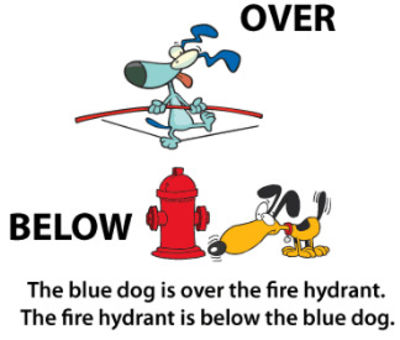 OVER
BELOW
The blue dog is over the fire hydrant.
The fire hydrant is below the blue dog.